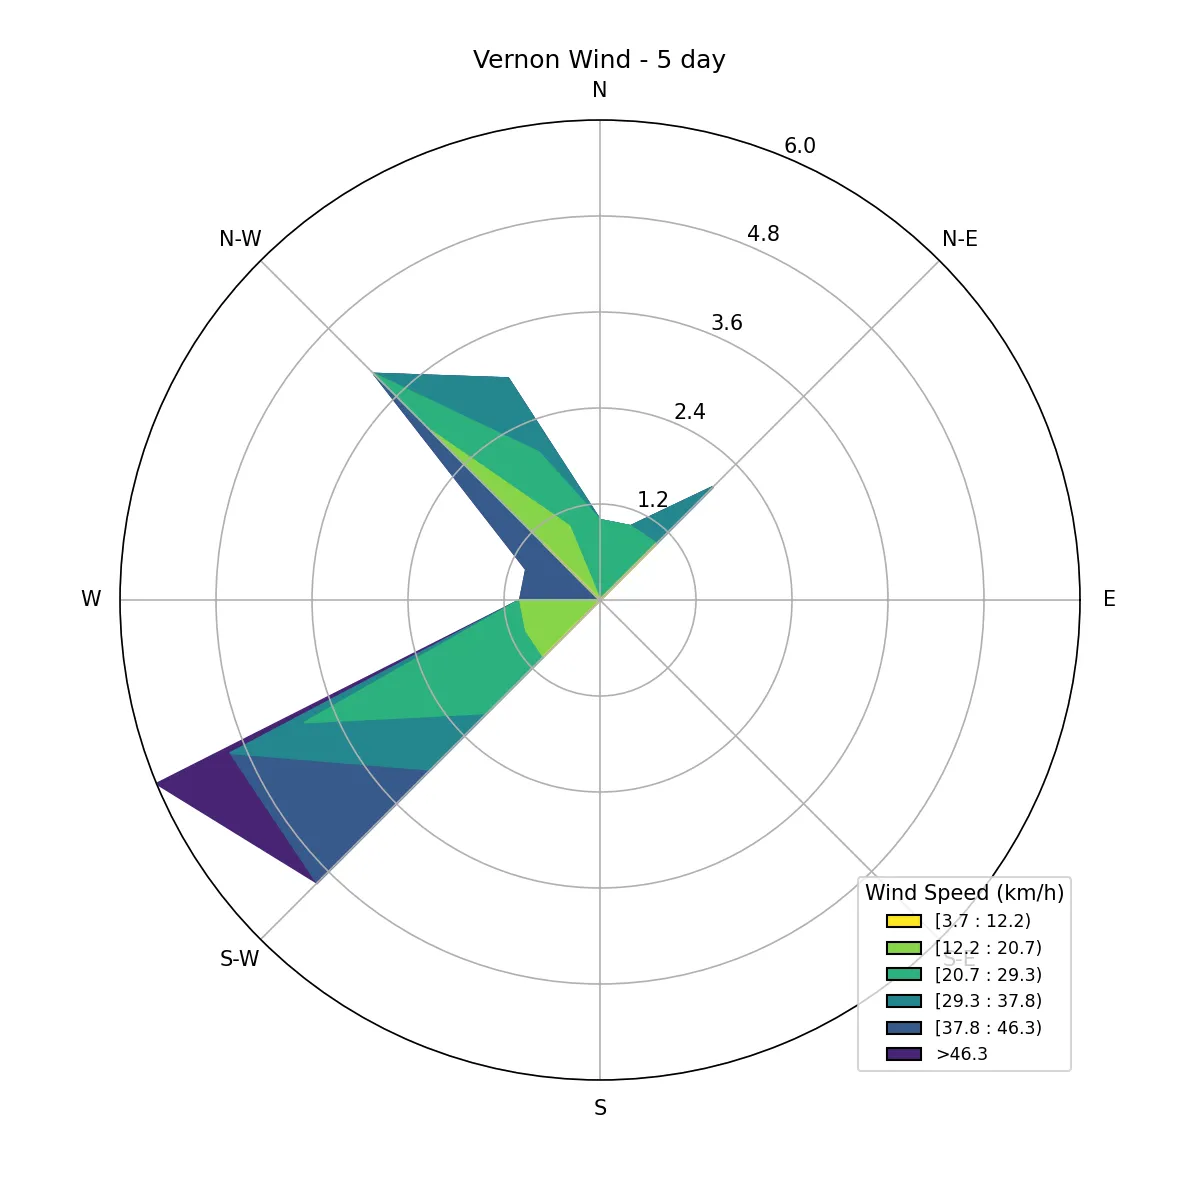 Vernon Wind - 5 day
N
6.0
N-W
N-E
4.8
3.6
2.4
1.2
W
E
S-W
S-E
S
Wind Speed (km/h)
[3.7 : 12.2)
[12.2 : 20.7)
[20.7 : 29.3)
[29.3 : 37.8)
[37.8 : 46.3)
>46.3